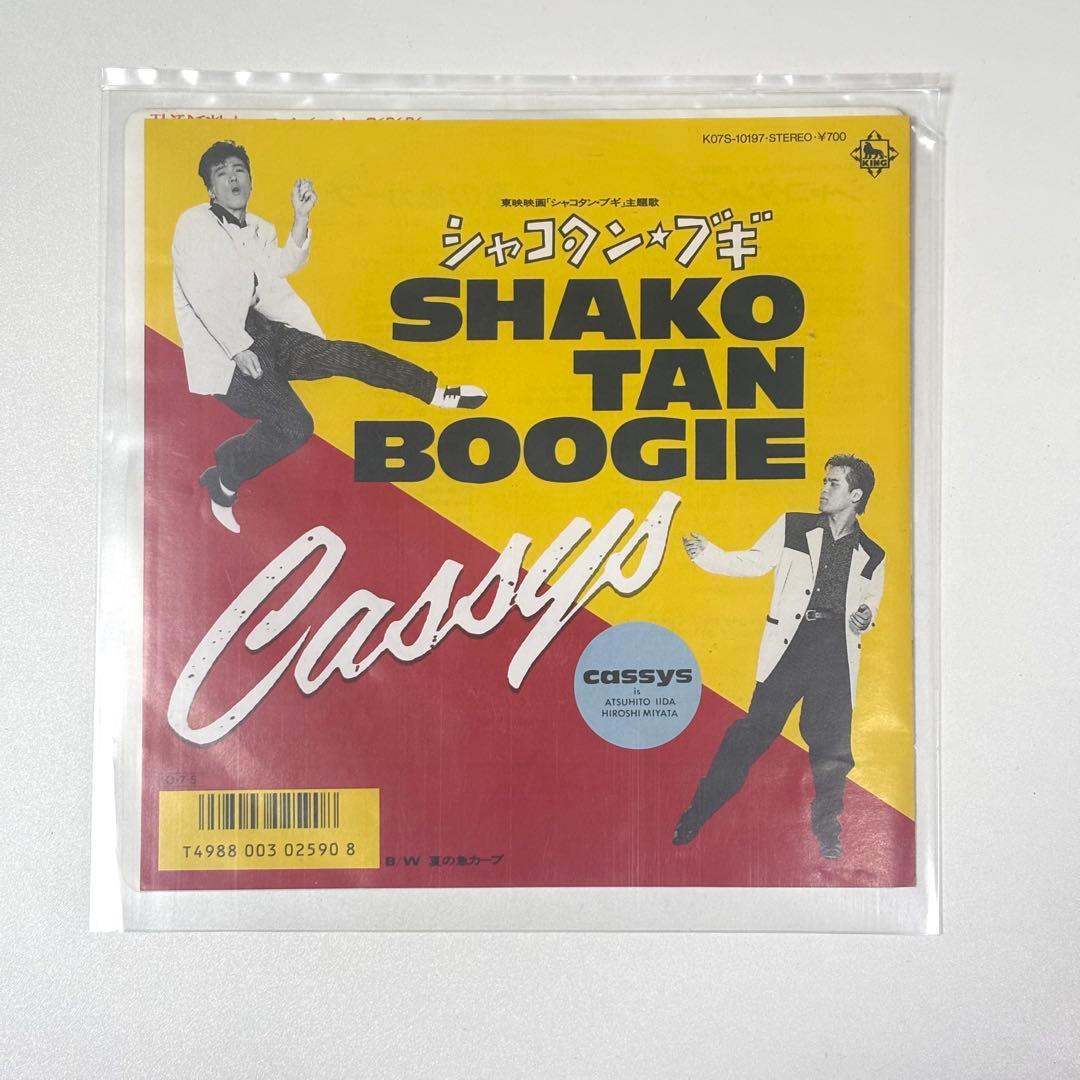 K07S-10197・STEREO・¥700
KING
東映映画「シャコタン・ブギ」主題歌
シャコタン★ブギ
SHAKO
TAN
BOOGIE
Cassys
cassys
is
ATSUHITO IIDA
HIROSHI MIYATA
T4988 003 02590 8
B/W 夏の急カーブ